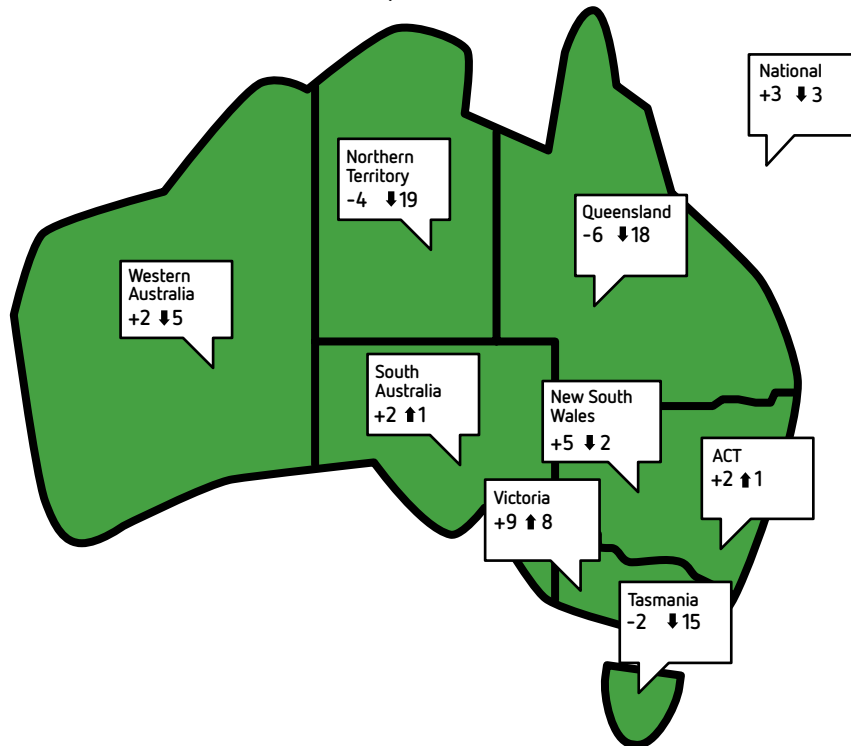 National
+3 ⬇3
Northern
Territory
-4 ⬇19
Queensland
-6 ⬇18
Western
Australia
+2 ⬇5
South
Australia
+2 ⬆1
New South
Wales
+5 ⬇2
ACT
+2 ⬆1
Victoria
+9 ⬆8
Tasmania
-2 ⬇15